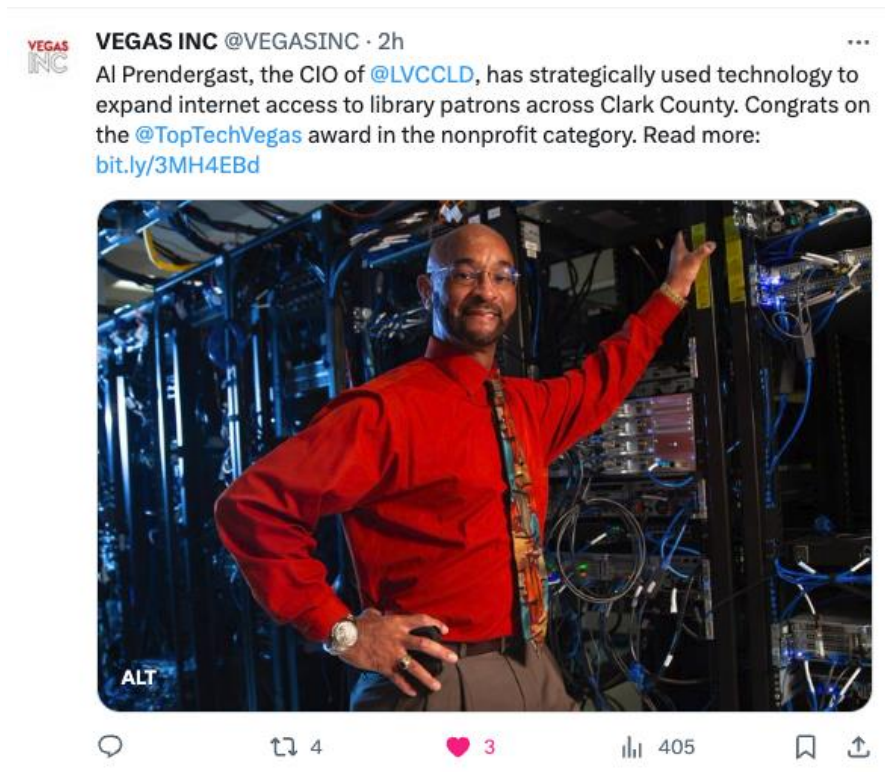 VEGAS INC
VEGAS INC @VEGASINC · 2h
Al Prendergast, the CIO of @LVCCLD, has strategically used technology to
expand internet access to library patrons across Clark County. Congrats on
the @TopTechVegas award in the nonprofit category. Read more:
bit.ly/3MH4EBd
ALT
4 3 405